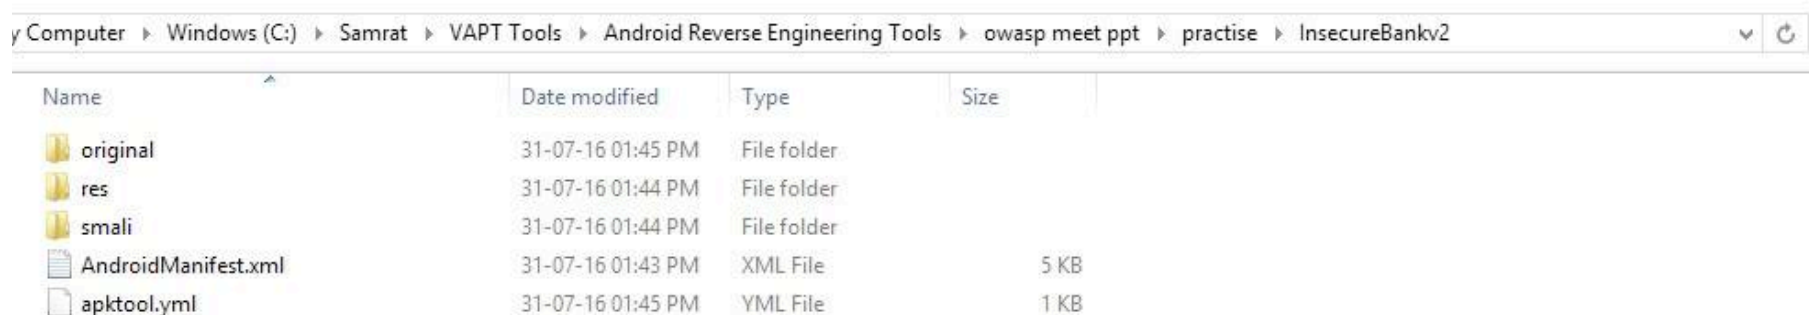 y Computer ▸ Windows (C:) ▸ Samrat ▸ VAPT Tools ▸ Android Reverse Engineering Tools ▸ owasp meet ppt ▸ practise ▸ InsecureBankv2
Name Date modified Type Size
original 31-07-16 01:45 PM File folder
res 31-07-16 01:44 PM File folder
smali 31-07-16 01:44 PM File folder
AndroidManifest.xml 31-07-16 01:43 PM XML File 5 KB
apktool.yml 31-07-16 01:45 PM YML File 1 KB